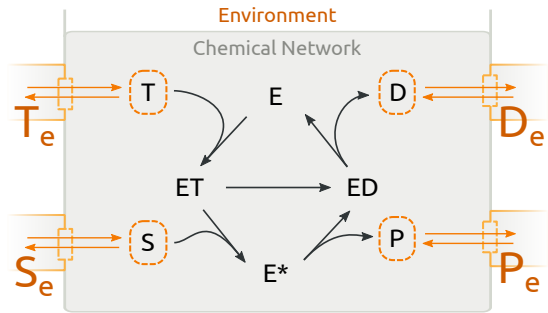 Environment
Chemical Network
T
E
D
Te
De
ET
ED
S
P
E*
Se
Pe